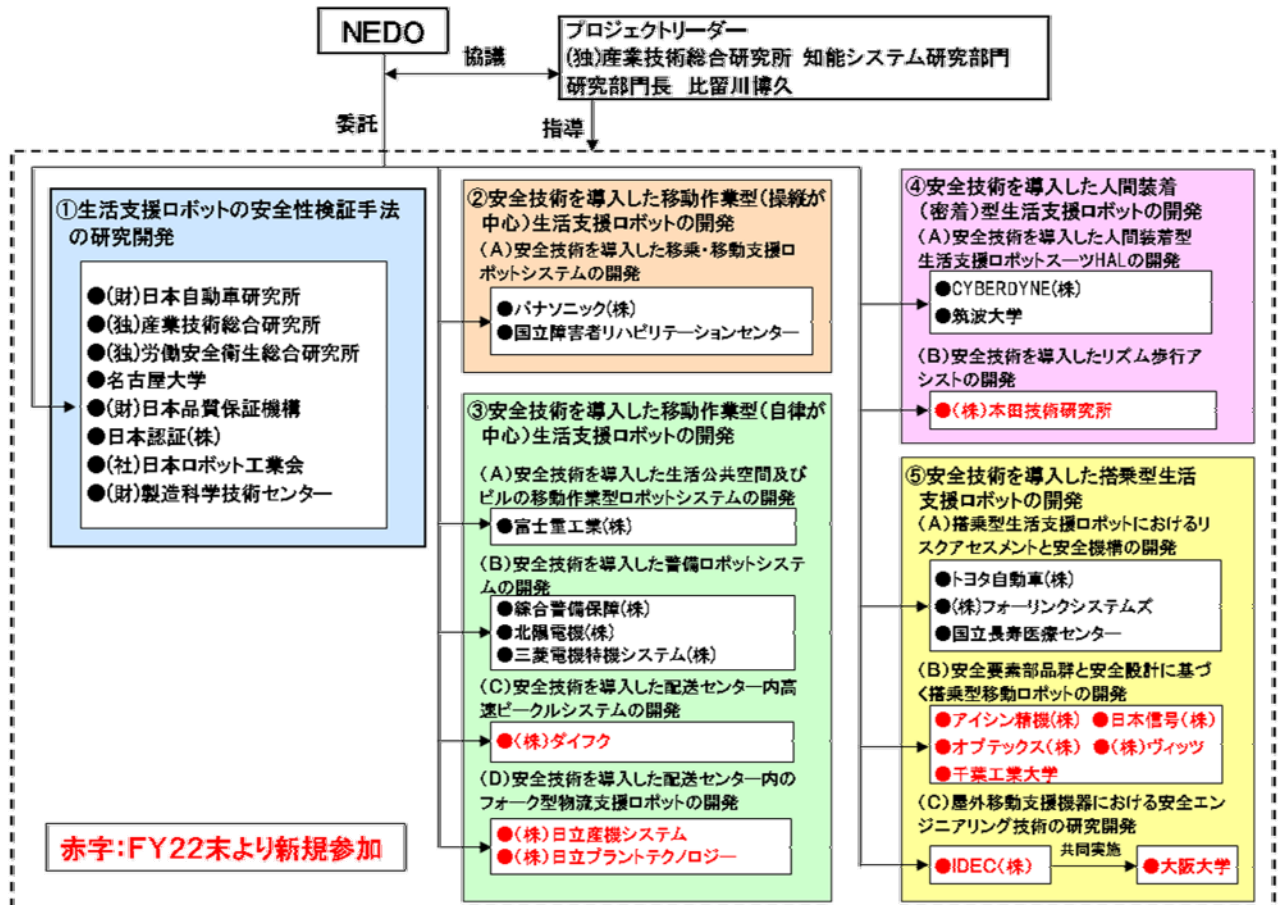 NEDO
協議
プロジェクトリーダー
(独)産業技術総合研究所 知能システム研究部門
研究部門長 比留川博久
委託
指導
①生活支援ロボットの安全性検証手法
の研究開発
●(財)日本自動車研究所
●(独)産業技術総合研究所
●(独)労働安全衛生総合研究所
●名古屋大学
●(財)日本品質保証機構
●日本認証(株)
●(社)日本ロボット工業会
●(財)製造科学技術センター
②安全技術を導入した移動作業型(操縦が
中心)生活支援ロボットの開発
(A)安全技術を導入した移乗・移動支援ロ
ボットシステムの開発
●パナソニック(株)
●国立障害者リハビリテーションセンター
③安全技術を導入した移動作業型(自律が
中心)生活支援ロボットの開発
(A)安全技術を導入した生活公共空間及び
ビルの移動作業型ロボットシステムの開発
●富士重工業(株)
(B)安全技術を導入した警備ロボットシステ
ムの開発
●綜合警備保障(株)
●北陽電機(株)
●三菱電機特機システム(株)
(C)安全技術を導入した配送センター内高
速ビークルシステムの開発
●(株)ダイフク
(D)安全技術を導入した配送センター内の
フォーク型物流支援ロボットの開発
●(株)日立産機システム
●(株)日立プラントテクノロジー
④安全技術を導入した人間装着
(密着)型生活支援ロボットの開発
(A)安全技術を導入した人間装着型
生活支援ロボットスーツHALの開発
●CYBERDYNE(株)
●筑波大学
(B)安全技術を導入したリズム歩行ア
シストの開発
●(株)本田技術研究所
⑤安全技術を導入した搭乗型生活
支援ロボットの開発
(A)搭乗型生活支援ロボットにおけるリ
スクアセスメントと安全機構の開発
●トヨタ自動車(株)
●(株)フォーリンクシステムズ
●国立長寿医療センター
(B)安全要素部品群と安全設計に基づ
く搭乗型移動ロボットの開発
●アイシン精機(株) ●日本信号(株)
●オプテックス(株) ●(株)ヴィッツ
●千葉工業大学
(C)屋外移動支援機器における安全エン
ジニアリング技術の研究開発
●IDEC(株) 共同実施 ●大阪大学
赤字:FY22末より新規参加